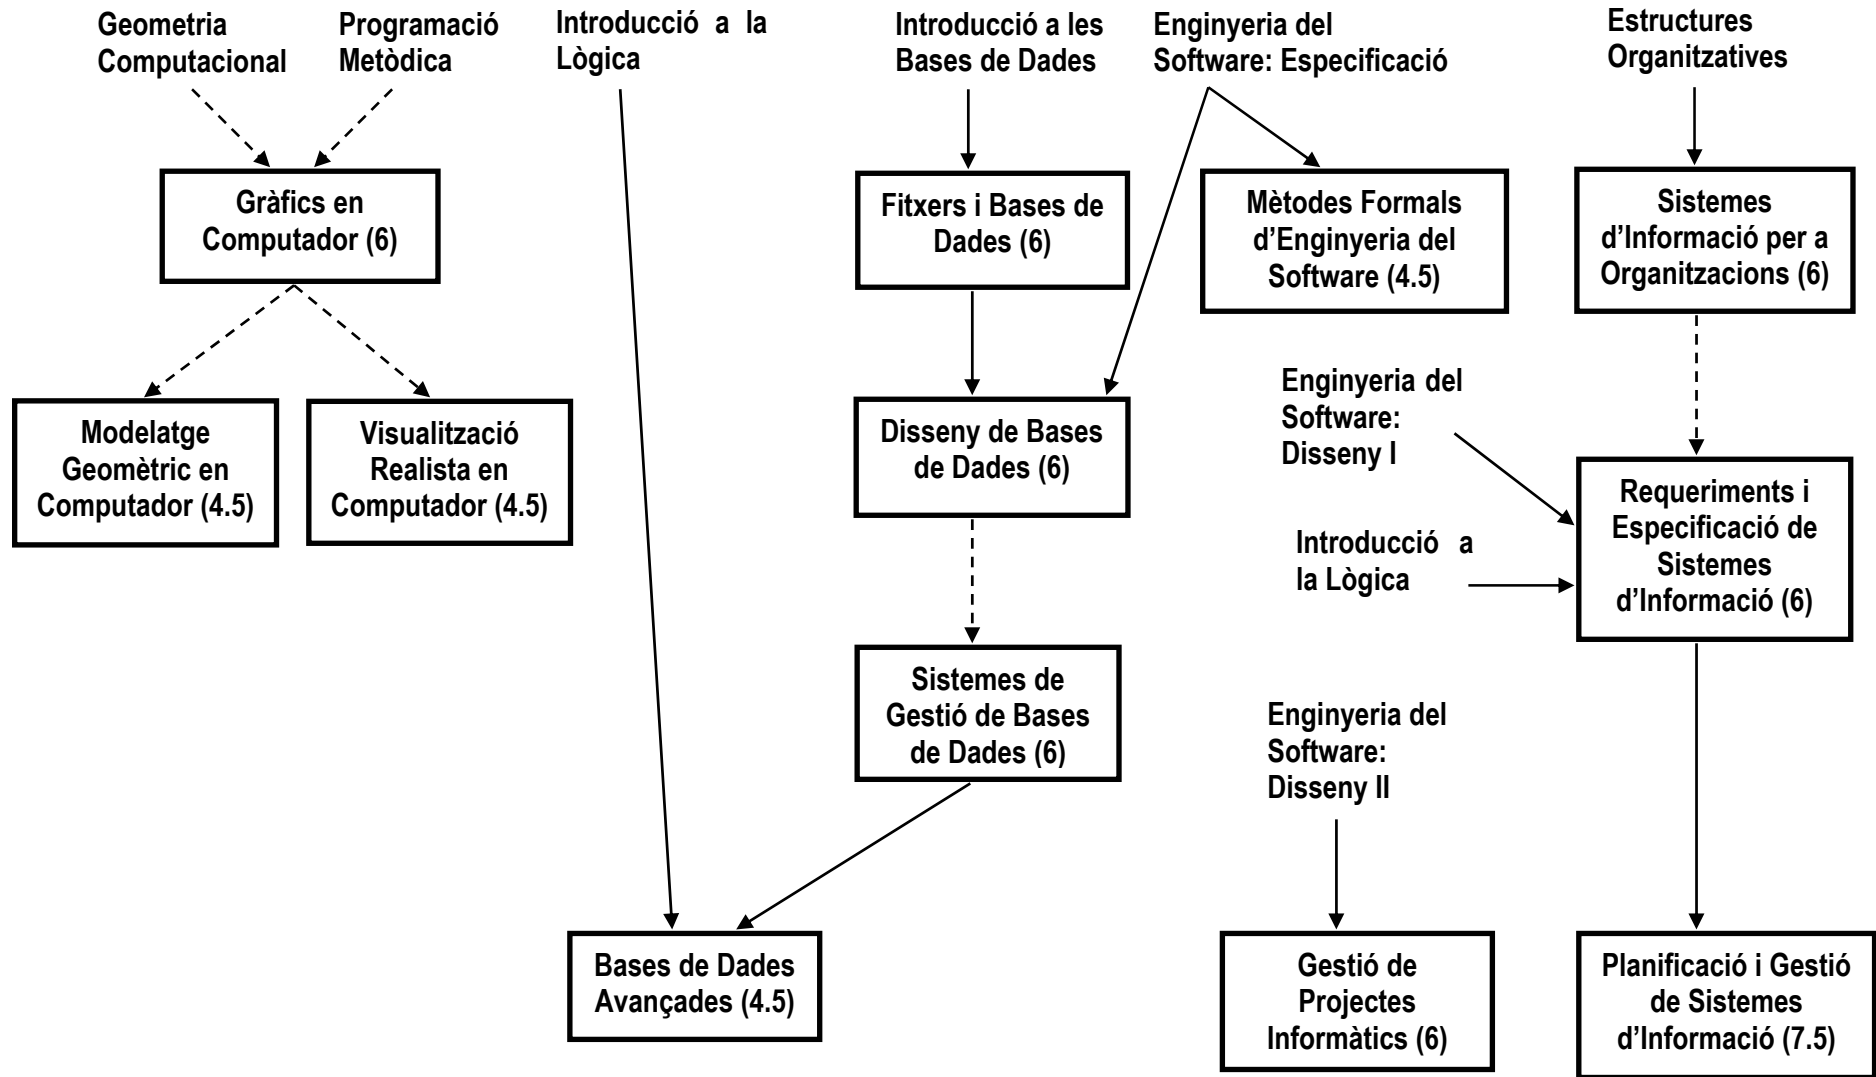 Geometria
Computacional
Programació
Metòdica
Introducció a la
Lògica
Introducció a les
Bases de Dades
Enginyeria del
Software: Especificació
Estructures
Organitzatives
Gràfics en
Computador (6)
Fitxers i Bases de
Dades (6)
Mètodes Formals
d’Enginyeria del
Software (4.5)
Sistemes
d’Informació per a
Organitzacions (6)
Modelatge
Geomètric en
Computador (4.5)
Visualització
Realista en
Computador (4.5)
Disseny de Bases
de Dades (6)
Enginyeria del
Software:
Disseny I
Introducció a
la Lògica
Requeriments i
Especificació de
Sistemes
d’Informació (6)
Sistemes de
Gestió de Bases
de Dades (6)
Enginyeria del
Software:
Disseny II
Bases de Dades
Avançades (4.5)
Gestió de
Projectes
Informàtics (6)
Planificació i Gestió
de Sistemes
d’Informació (7.5)